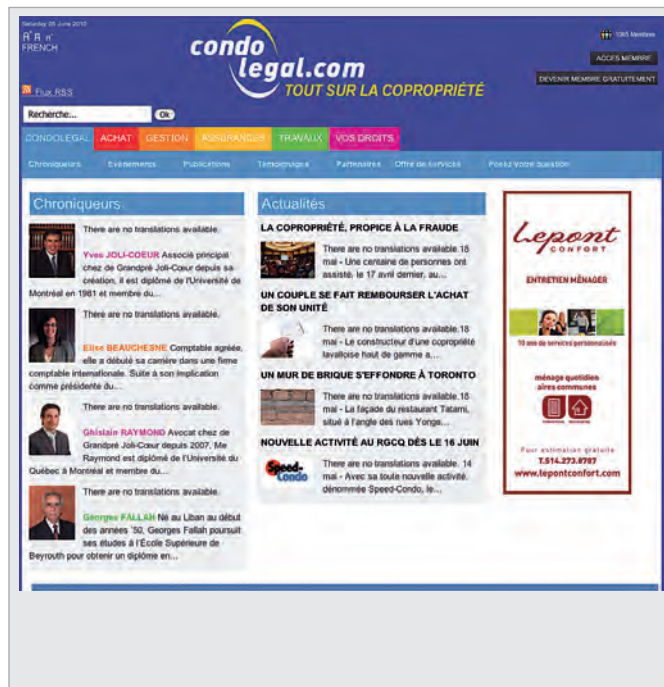 Saturday 05 June 2010
A+ A A-
FRENCH
Flux RSS
Recherche...
Ok
condo
legal.com
TOUT SUR LA COPROPRIÉTÉ
1065 Membres
ACCES MEMBRE
DEVENIR MEMBRE GRATUITEMENT
CONDOLEGAL ACHAT GESTION ASSURANCES TRAVAUX VOS DROITS
Chroniqueurs Evénements Publications Témoignages Partenaires Offre de services Posez votre question
Chroniqueurs
There are no translations available.
Yves JOLI-COEUR Associé principal
chez de Grandpré Joli-Cœur depuis sa
création, il est diplômé de l'Université de
Montréal en 1981 et membre du...
There are no translations available.
Elise BEAUCHESNE Comptable agréée,
elle a débuté sa carrière dans une firme
comptable internationale. Suite à son implication
comme présidente du...
There are no translations available.
Ghislain RAYMOND Avocat chez de
Grandpré Joli-Cœur depuis 2007, Me
Raymond est diplômé de l'Université du
Québec à Montréal et membre du...
There are no translations available.
Georges FALLAH Né au Liban au début
des années '50, Georges Fallah poursuit
ses études à l'École Supérieure de
Beyrouth pour obtenir un diplôme en...
Actualités
LA COPROPRIÉTÉ, PROPICE À LA FRAUDE
There are no translations available.18
mai - Une centaine de personnes ont
assisté, le 17 avril dernier, au...
UN COUPLE SE FAIT REMBOURSER L'ACHAT
DE SON UNITÉ
There are no translations available.18
mai - Le constructeur d'une copropriété
lavalloise haut de gamme a...
UN MUR DE BRIQUE S'EFFONDRE À TORONTO
There are no translations available.18
mai - La façade du restaurant Tatami,
situé à l'angle des rues Yonge...
NOUVELLE ACTIVITÉ AU RGCQ DÈS LE 16 JUIN
Speed-
Condo
There are no translations available. 14
mai - Avec sa toute nouvelle activité,
dénommée Speed-Condo, le...
Lepont
CONFORT
ENTRETIEN MÉNAGER
10 ans de services personnalisés
ménage quotidien
aires communes
Pour estimation gratuite
T.514.273.8787
www.lepontconfort.com